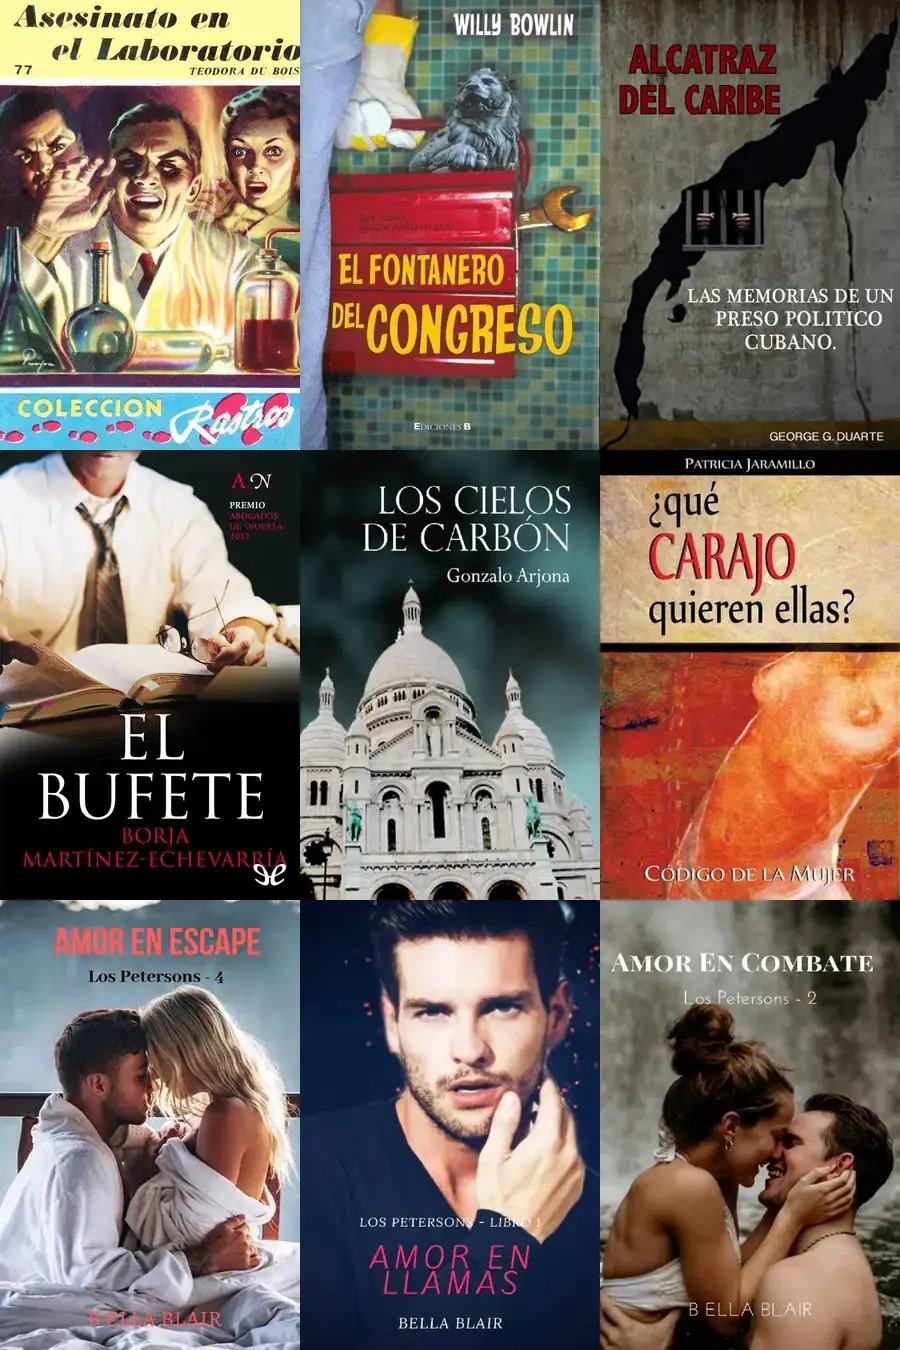 Asesinato en
el Laboratorio
77
TEODORA DU BOIS
COLECCION
Rastros
WILLY BOWLIN
EL FONTANERO
DEL CONGRESO
EDICIONES B
ALCATRAZ
DEL CARIBE
LAS MEMORIAS DE UN
PRESO POLITICO
CUBANO.
GEORGE G. DUARTE
A N
PREMIO
ABOGADOS
DE NOVELA
2012
EL
BUFETE
BORJA
MARTÍNEZ-ECHEVARRÍA
LOS CIELOS
DE CARBÓN
Gonzalo Arjona
PATRICIA JARAMILLO
¿qué
CARAJO
quieren ellas?
CÓDIGO DE LA MUJER
AMOR EN ESCAPE
Los Petersons - 4
BELLA BLAIR
LOS PETERSONS - LIBRO 1
AMOR EN
LLAMAS
BELLA BLAIR
AMOR EN COMBATE
Los Petersons - 2
BELLA BLAIR